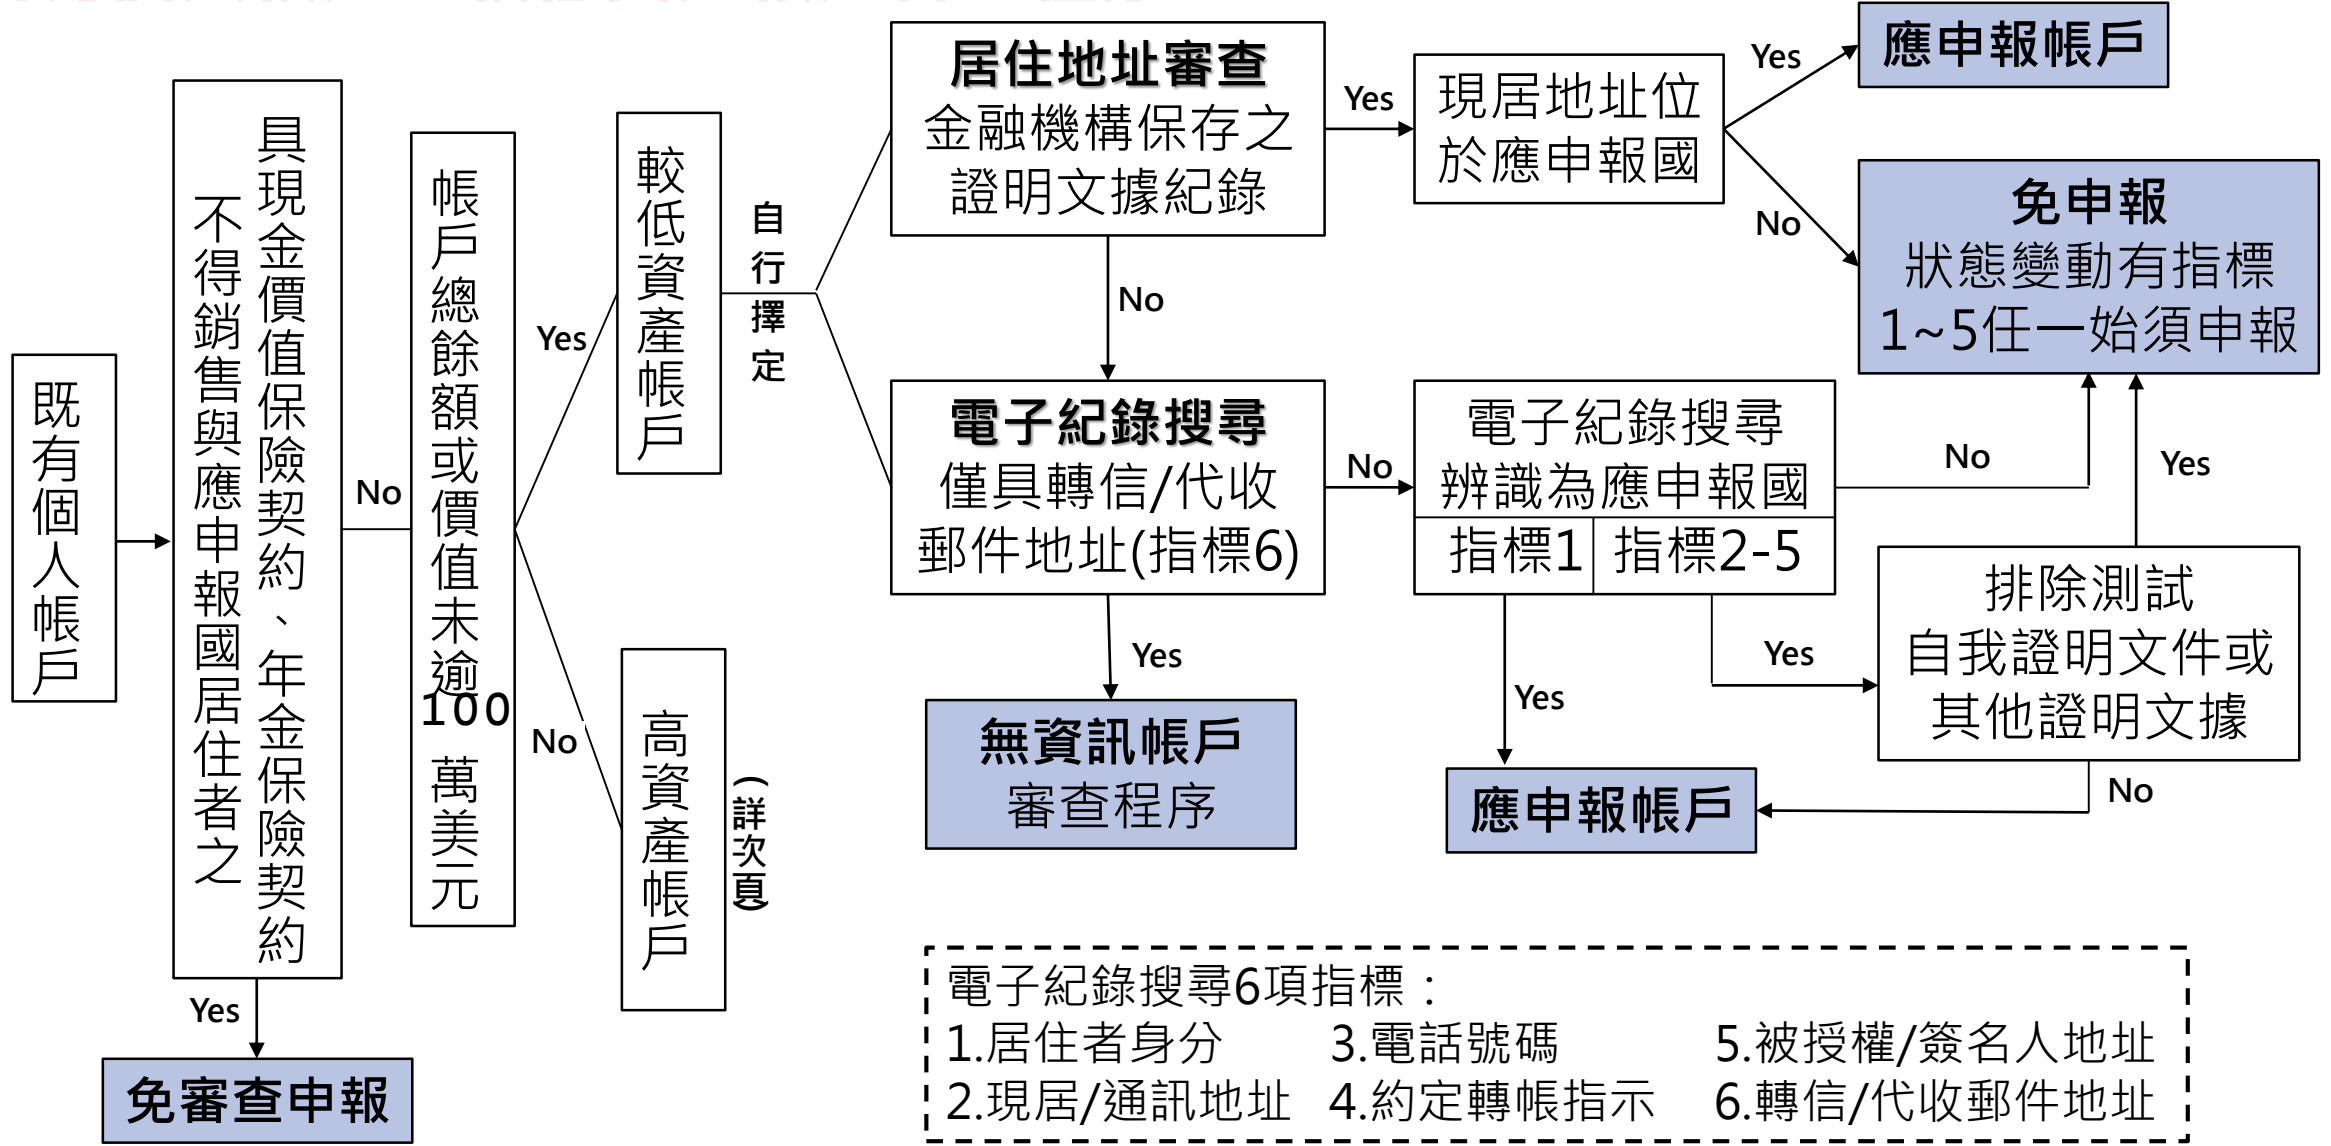 既有個人帳戶
不得銷售與應申報國居住者之
具現金價值保險契約、年金保險契約
Yes
免審查申報
No
帳戶總餘額或價值未逾
100
萬美元
Yes
較低資產帳戶
No
高資產帳戶
(詳次頁)
自行擇定
居住地址審查
金融機構保存之
證明文據紀錄
Yes
現居地址位
於應申報國
Yes
應申報帳戶
No
免申報
狀態變動有指標
1~5任一始須申報
No
電子紀錄搜尋
僅具轉信/代收
郵件地址(指標6)
Yes
無資訊帳戶
審查程序
No
電子紀錄搜尋
辨識為應申報國
指標1
指標2-5
No
Yes
應申報帳戶
Yes
排除測試
自我證明文件或
其他證明文據
Yes
No
電子紀錄搜尋6項指標：
1.居住者身分 3.電話號碼 5.被授權/簽名人地址
2.現居/通訊地址 4.約定轉帳指示 6.轉信/代收郵件地址